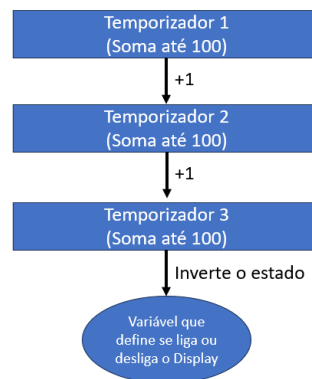 Temporizador 1
(Soma até 100)
+1
Temporizador 2
(Soma até 100)
+1
Temporizador 3
(Soma até 100)
Inverte o estado
Variável que
define se liga ou
desliga o Display